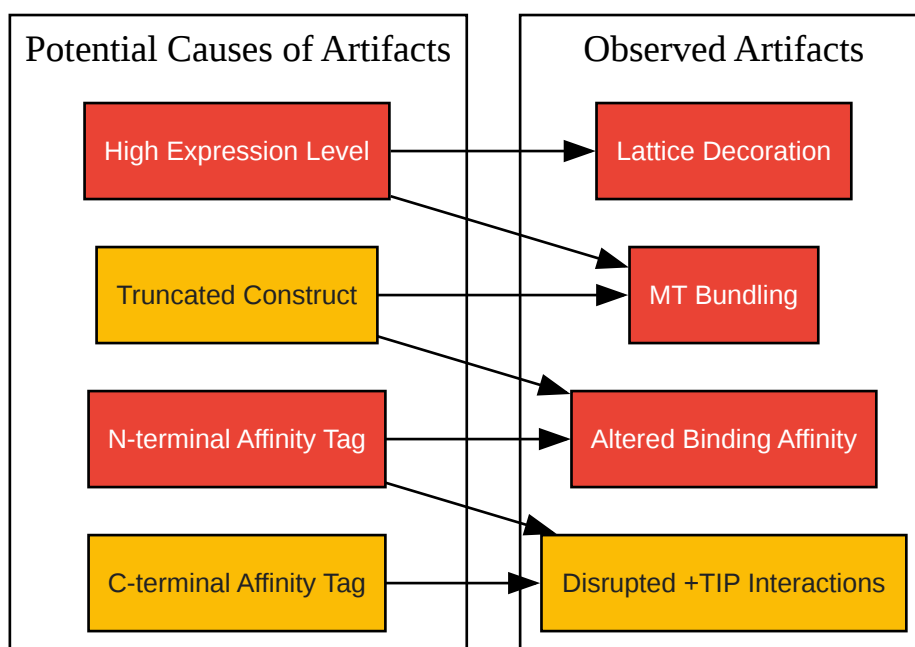 Potential Causes of Artifacts
High Expression Level
Truncated Construct
N-terminal Affinity Tag
C-terminal Affinity Tag
Observed Artifacts
Lattice Decoration
MT Bundling
Altered Binding Affinity
Disrupted +TIP Interactions